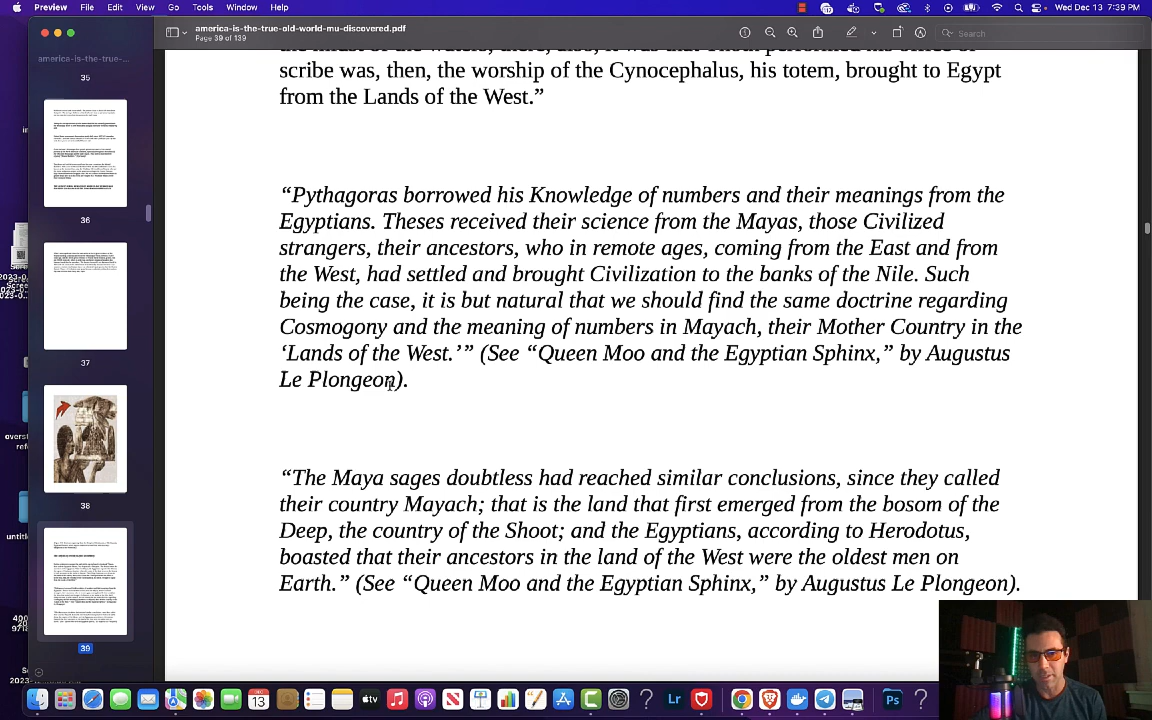 Preview File Edit View Go Tools Window Help
Wed Dec 13 7:39 PM
america-is-the-true-old-world-mu-discovered.pdf
Page 39 of 139
Search
america-is-the-true-...
35
36
37
38
39
scribe was, then, the worship of the Cynocephalus, his totem, brought to Egypt
from the Lands of the West.”
“Pythagoras borrowed his Knowledge of numbers and their meanings from the
Egyptians. Theses received their science from the Mayas, those Civilized
strangers, their ancestors, who in remote ages, coming from the East and from
the West, had settled and brought Civilization to the banks of the Nile. Such
being the case, it is but natural that we should find the same doctrine regarding
Cosmogony and the meaning of numbers in Mayach, their Mother Country in the
‘Lands of the West.’” (See “Queen Moo and the Egyptian Sphinx,” by Augustus
Le Plongeon).
“The Maya sages doubtless had reached similar conclusions, since they called
their country Mayach; that is the land that first emerged from the bosom of the
Deep, the country of the Shoot; and the Egyptians, according to Herodotus,
boasted that their ancestors in the land of the West were the oldest men on
Earth.” (See “Queen Moo and the Egyptian Sphinx,” by Augustus Le Plongeon).